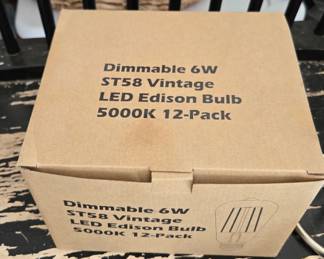 Dimmable 6W
ST58 Vintage
LED Edison Bulb
5000K 12-Pack
Dimmable 6W
ST58 Vintage
LED Edison Bulb
5000K 12-Pack